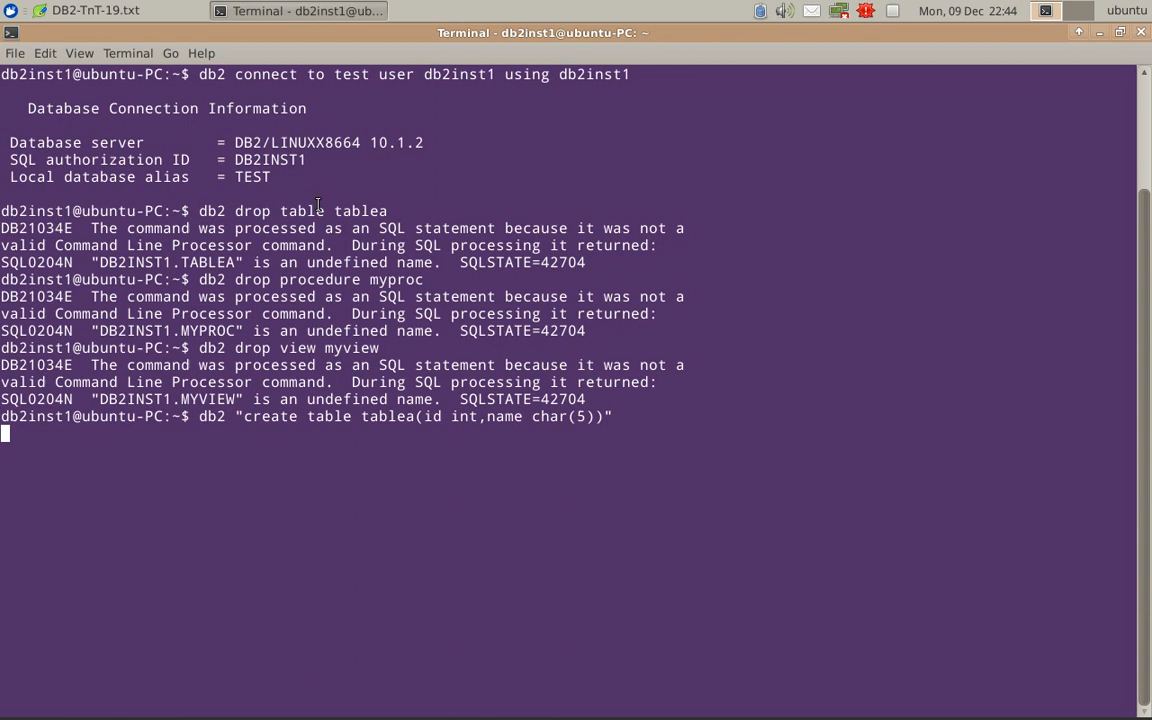 DB2-TnT-19.txt
Terminal - db2inst1@ub...
Mon, 09 Dec 22:44
ubuntu
Terminal - db2inst1@ubuntu-PC: ~
File Edit View Terminal Go Help
db2inst1@ubuntu-PC:~$ db2 connect to test user db2inst1 using db2inst1
Database Connection Information
Database server = DB2/LINUXX8664 10.1.2
SQL authorization ID = DB2INST1
Local database alias = TEST
db2inst1@ubuntu-PC:~$ db2 drop table tablea
DB21034E The command was processed as an SQL statement because it was not a
valid Command Line Processor command. During SQL processing it returned:
SQL0204N "DB2INST1.TABLEA" is an undefined name. SQLSTATE=42704
db2inst1@ubuntu-PC:~$ db2 drop procedure myproc
DB21034E The command was processed as an SQL statement because it was not a
valid Command Line Processor command. During SQL processing it returned:
SQL0204N "DB2INST1.MYPROC" is an undefined name. SQLSTATE=42704
db2inst1@ubuntu-PC:~$ db2 drop view myview
DB21034E The command was processed as an SQL statement because it was not a
valid Command Line Processor command. During SQL processing it returned:
SQL0204N "DB2INST1.MYVIEW" is an undefined name. SQLSTATE=42704
db2inst1@ubuntu-PC:~$ db2 "create table tablea(id int,name char(5))"